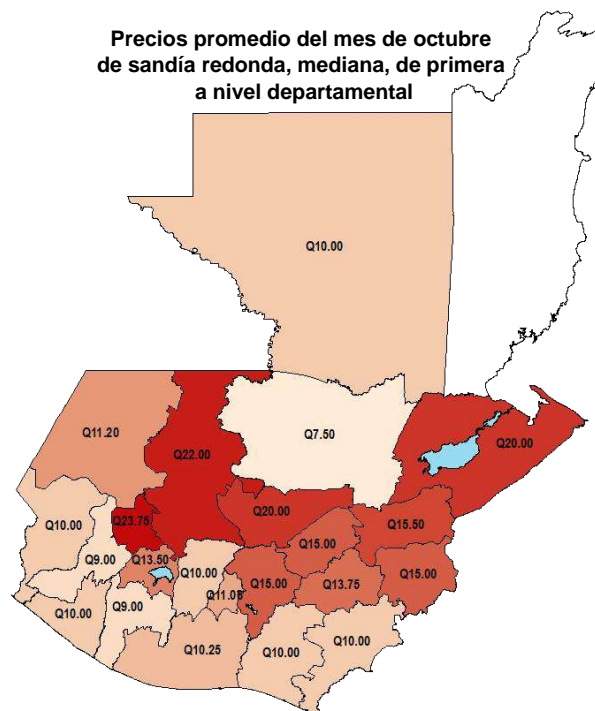 Precios promedio del mes de octubre
de sandía redonda, mediana, de primera
a nivel departamental
Q10.00
Q11.20
Q22.00
Q7.50
Q20.00
Q10.00
Q23.75
Q20.00
Q15.50
Q9.00
Q13.50
Q10.00
Q15.00
Q15.00
Q11.05
Q15.00
Q13.75
Q10.00
Q9.00
Q10.25
Q10.00
Q10.00